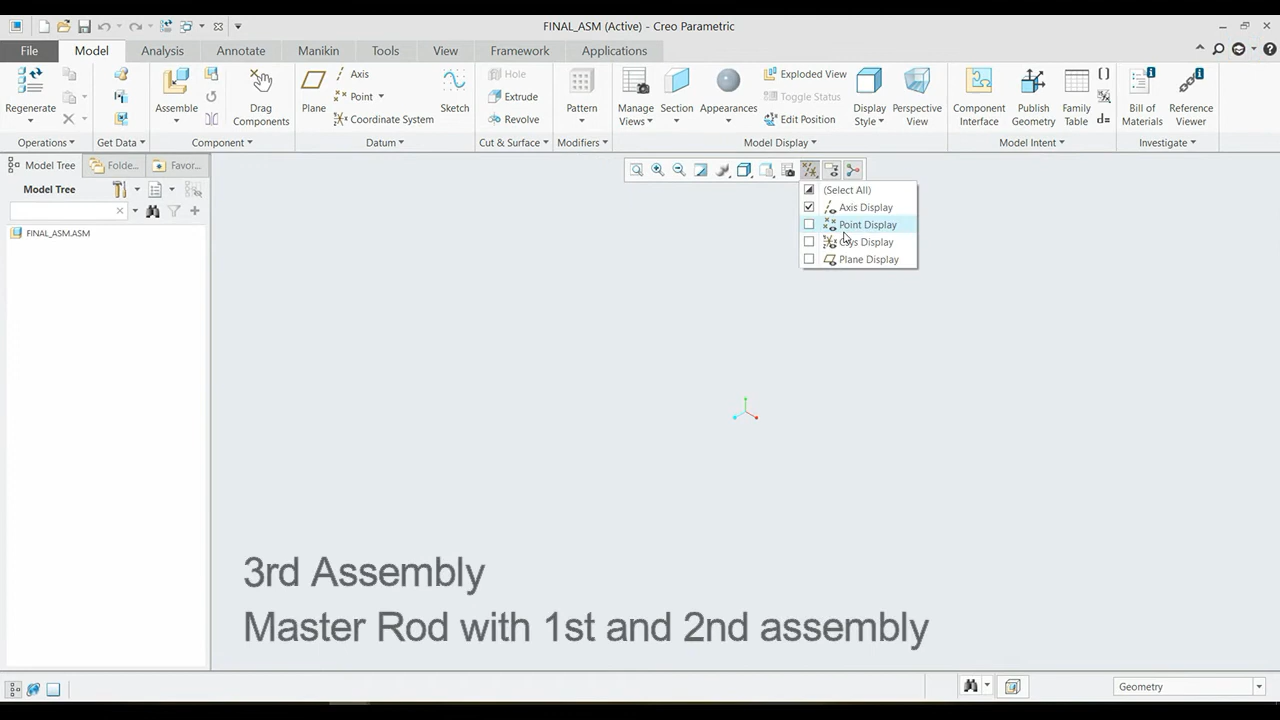 FINAL_ASM (Active) - Creo Parametric
File Model Analysis Annotate Manikin Tools View Framework Applications
Regenerate
Assemble
Drag Components
Plane
Axis
Point
Coordinate System
Sketch
Hole
Extrude
Revolve
Pattern
Manage Views
Section
Appearances
Exploded View
Toggle Status
Edit Position
Display Style
Perspective View
Component Interface
Publish Geometry
Family Table
Bill of Materials
Reference Viewer
Operations Get Data Component Datum Cut & Surface Modifiers Model Display Model Intent Investigate
Model Tree Folde... Favor...
Model Tree
FINAL_ASM.ASM
(Select All)
Axis Display
Point Display
Display
Plane Display
3rd Assembly
Master Rod with 1st and 2nd assembly
Geometry